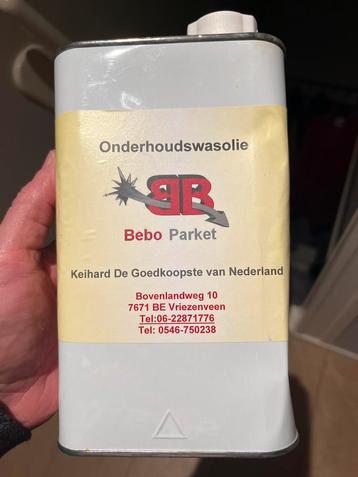 Onderhoudswasolie
BB
Bebo Parket
Keihard De Goedkoopste van Nederland
Bovenlandweg 10
7671 BE Vriezenveen
Tel:06-22871776
Tel: 0546-750238